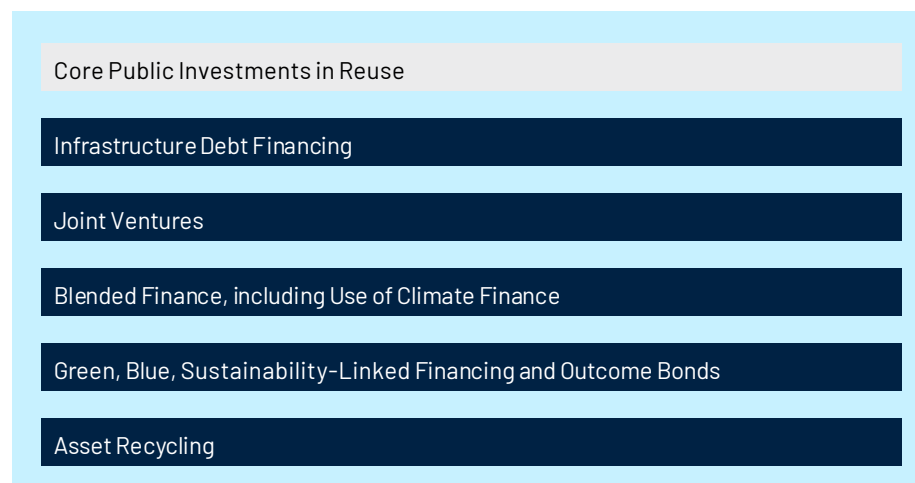 Core Public Investments in Reuse
Infrastructure Debt Financing
Joint Ventures
Blended Finance, including Use of Climate Finance
Green, Blue, Sustainability-Linked Financing and Outcome Bonds
Asset Recycling